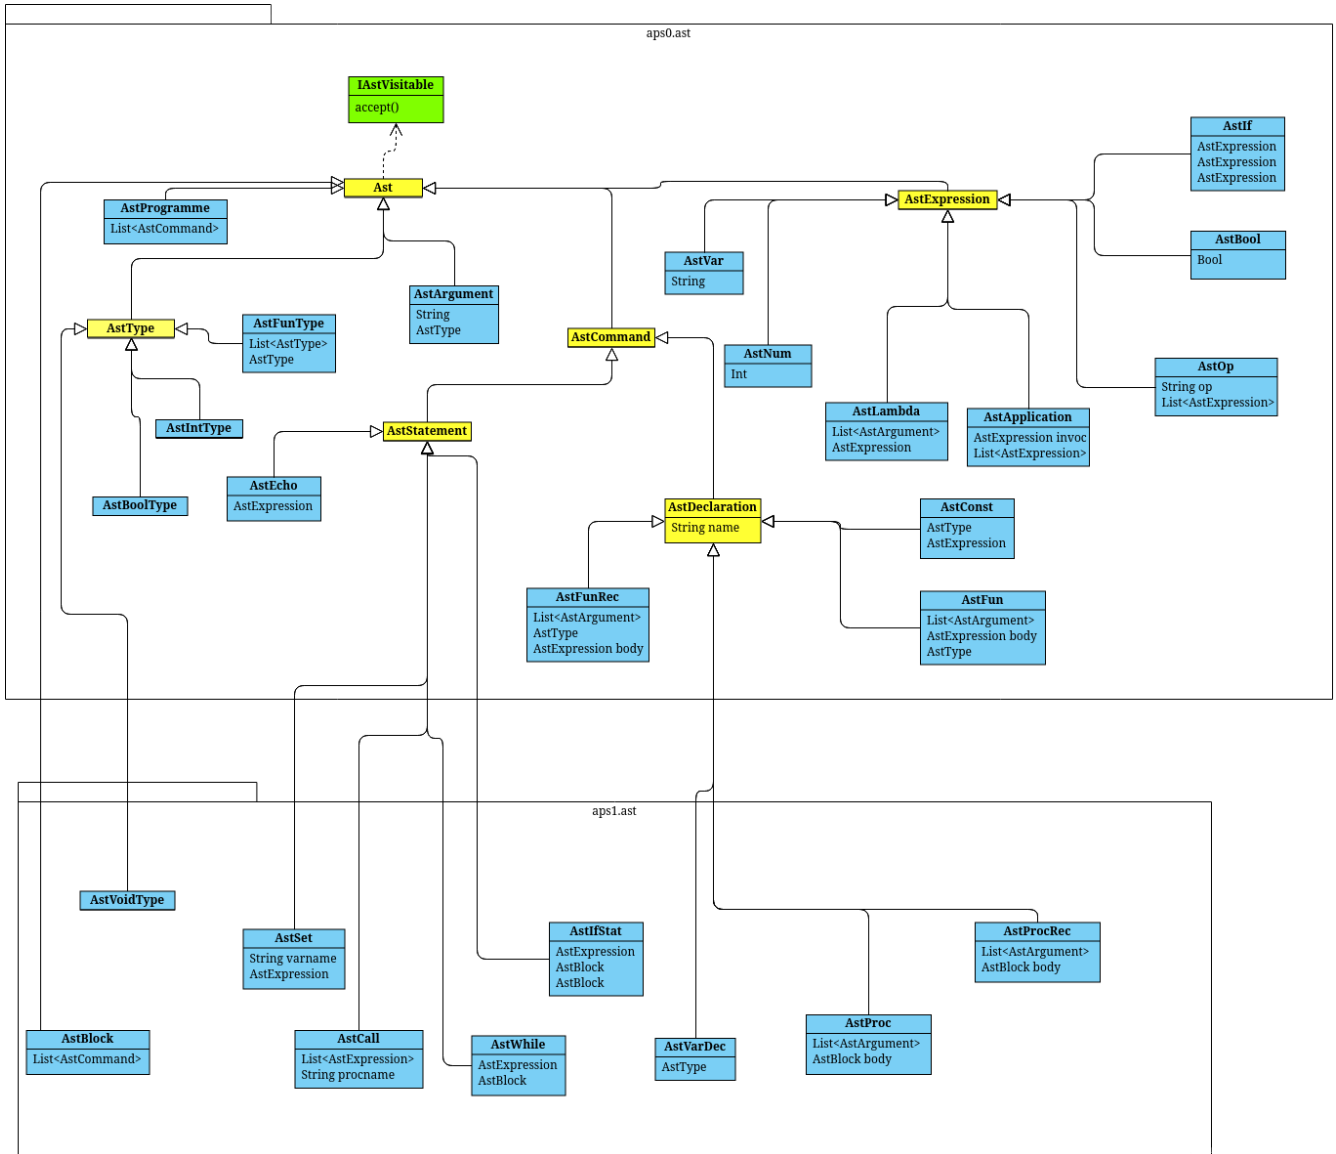 aps0.ast
IAstVisitable
accept()
AstIf
AstExpression
AstExpression
AstExpression
Ast
AstProgramme
List<AstCommand>
AstExpression
AstBool
Bool
AstVar
String
AstArgument
String
AstType
AstType
AstFunType
List<AstType>
AstType
AstCommand
AstNum
Int
AstOp
String op
List<AstExpression>
AstLambda
List<AstArgument>
AstExpression
AstApplication
AstExpression invoc
List<AstExpression>
AstIntType
AstStatement
AstEcho
AstExpression
AstBoolType
AstDeclaration
String name
AstConst
AstType
AstExpression
AstFunRec
List<AstArgument>
AstType
AstExpression body
AstFun
List<AstArgument>
AstExpression body
AstType
aps1.ast
AstVoidType
AstSet
String varname
AstExpression
AstIfStat
AstExpression
AstBlock
AstBlock
AstProcRec
List<AstArgument>
AstBlock body
AstBlock
List<AstCommand>
AstCall
List<AstExpression>
String procname
AstWhile
AstExpression
AstBlock
AstVarDec
AstType
AstProc
List<AstArgument>
AstBlock body